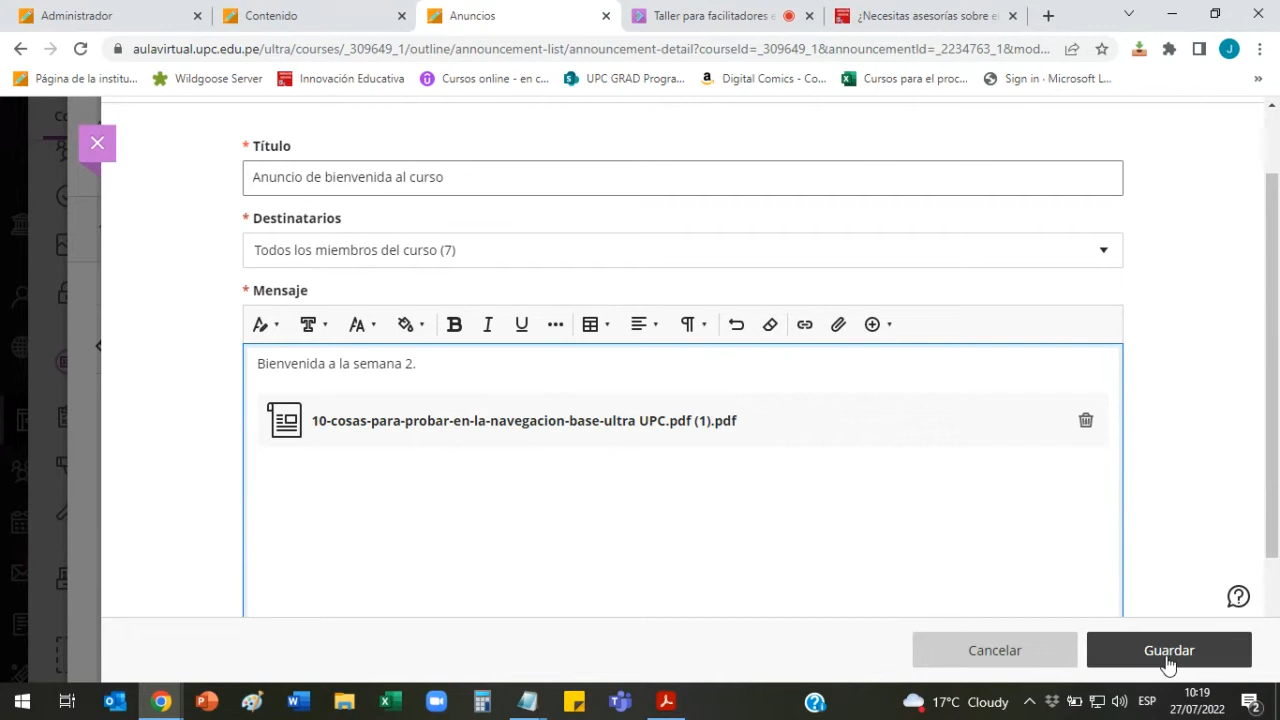 Administrador
Contenido
Anuncios
Taller para facilitadores e
¿Necesitas asesorías sobre e
aulavirtual.upc.edu.pe/ultra/courses/_309649_1/outline/announcement-list/announcement-detail?courseId=_309649_1&announcementId=_2234763_1&mod...
J
Página de la institu...
Wildgoose Server
Innovación Educativa
Cursos online - en c...
UPC GRAD Progra...
Digital Comics - Co...
Cursos para el proc...
Sign in · Microsoft L...
»
Co
* Título
Anuncio de bienvenida al curso
* Destinatarios
Todos los miembros del curso (7)
* Mensaje
B I U
Bienvenida a la semana 2.
10-cosas-para-probar-en-la-navegacion-base-ultra UPC.pdf (1).pdf
Cancelar
Guardar
17°C Cloudy
ESP
10:19
27/07/2022
2